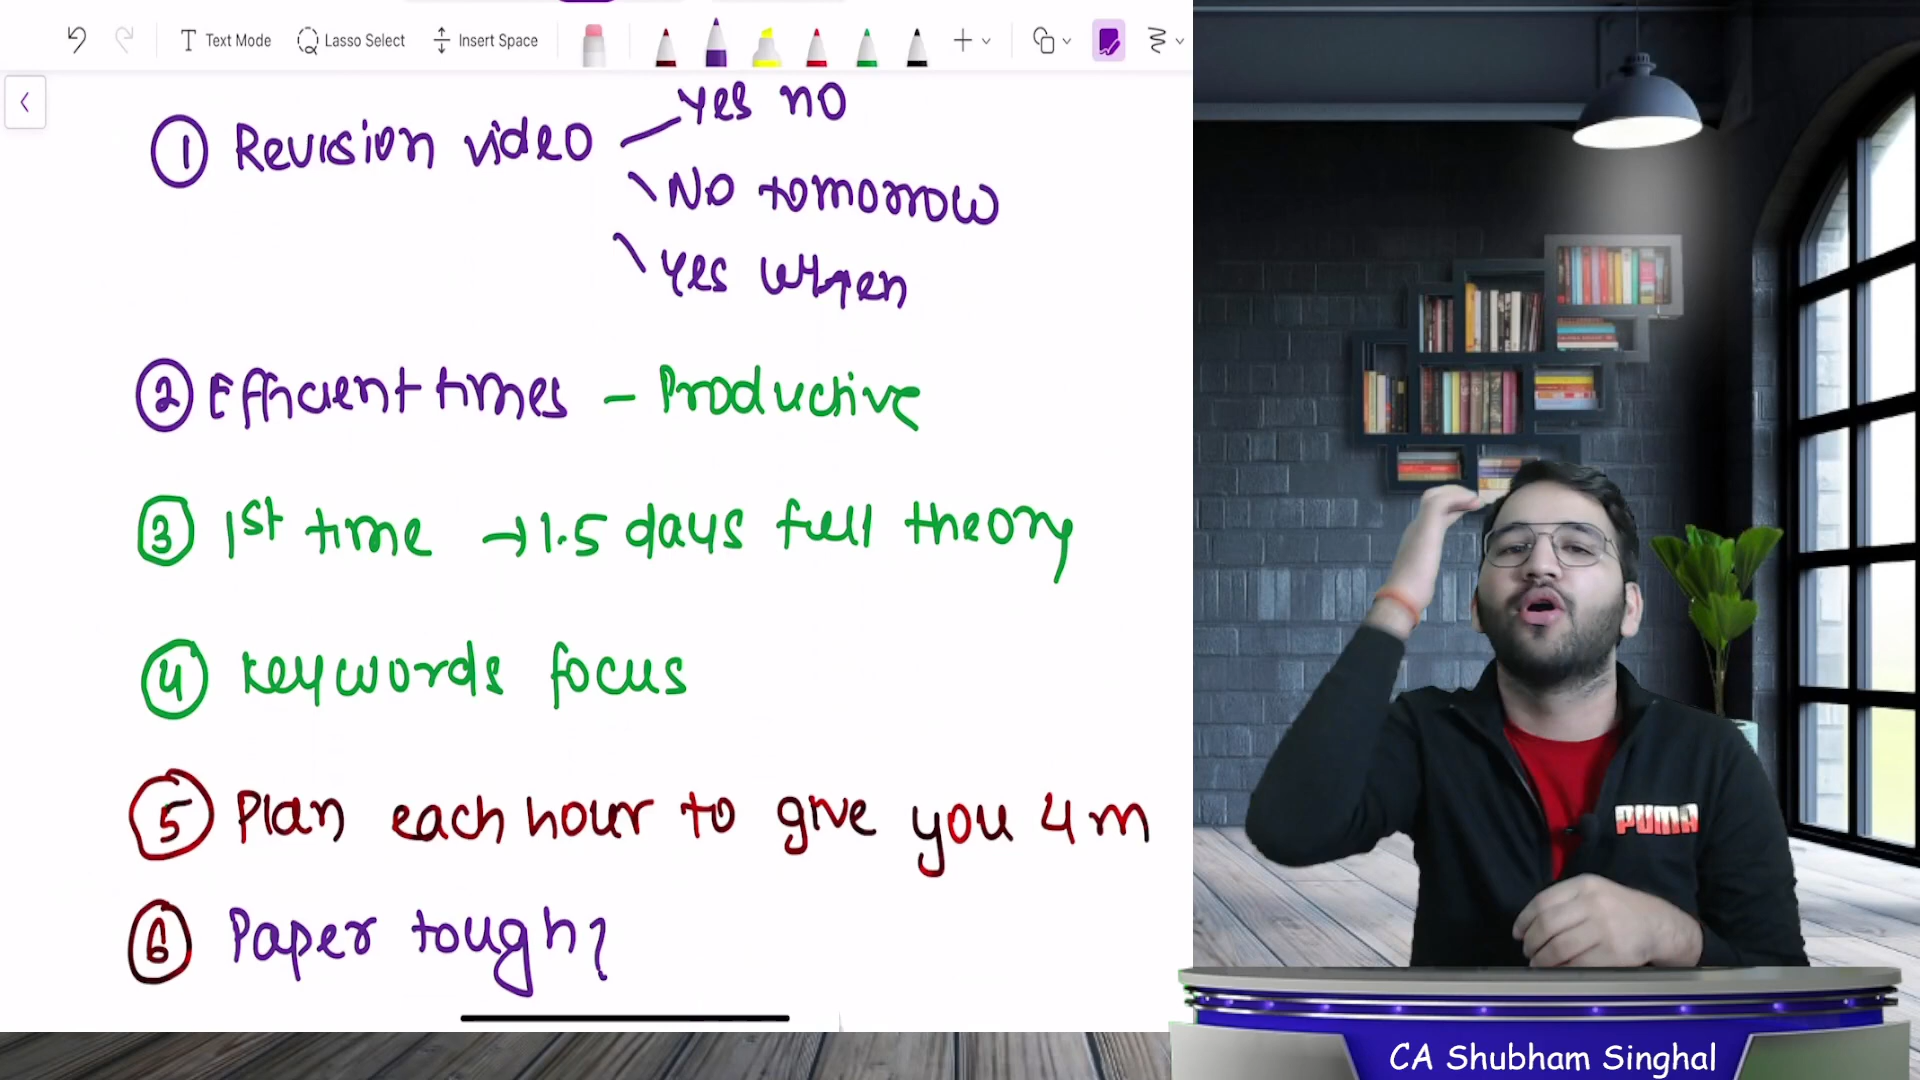 Text Mode Lasso Select Insert Space
1 Revision video
Yes no
No tomorrow
Yes when
2 Efficient times - Productive
3 1st time → 1.5 days full theory
4 Keywords focus
5 Plan each hour to give you 4 m
6 Paper tough?
PUMA
CA Shubham Singhal